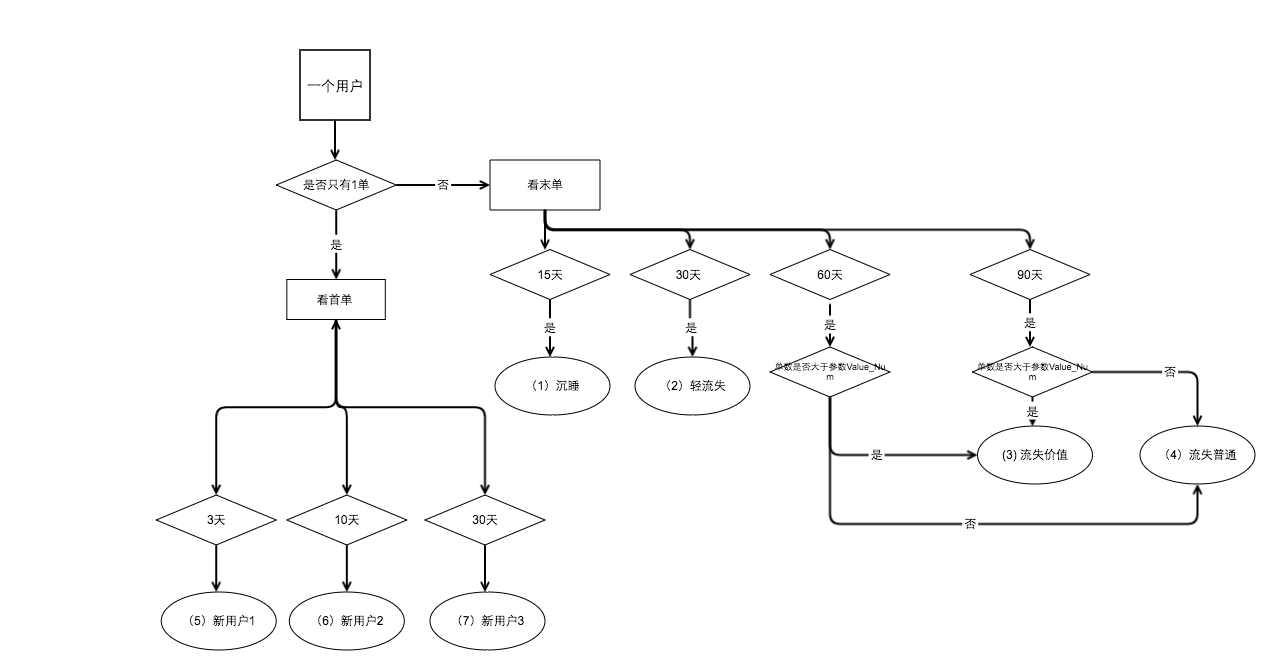 一个用户
是否只有1单
否
看末单
是
看首单
15天
30天
60天
90天
是
是
是
是
单数是否大于参数Value_Nu
m
单数是否大于参数Value_Nu
m
否
(1)沉睡
(2)轻流失
是
是
(3) 流失价值
(4)流失普通
3天
10天
30天
否
(5)新用户1
(6)新用户2
(7)新用户3